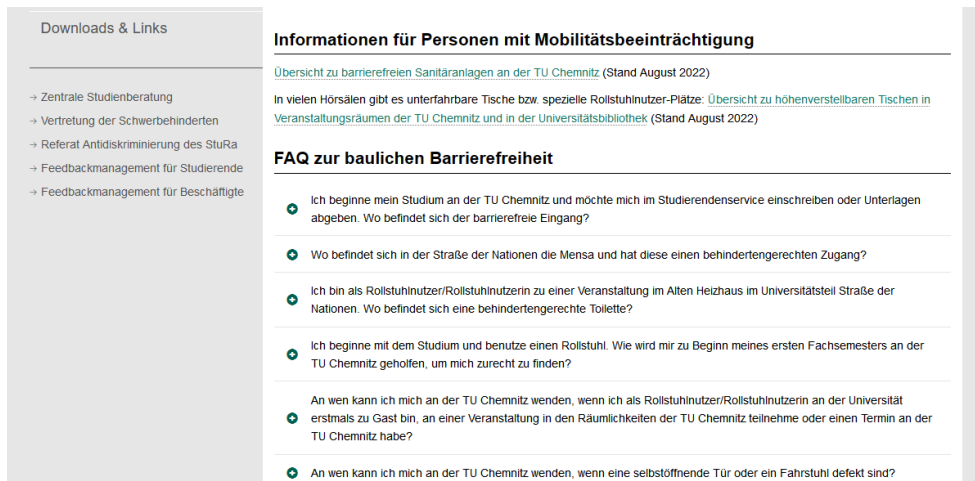 Downloads & Links
→ Zentrale Studienberatung
→ Vertretung der Schwerbehinderten
→ Referat Antidiskriminierung des StuRa
→ Feedbackmanagement für Studierende
→ Feedbackmanagement für Beschäftigte
Informationen für Personen mit Mobilitätsbeeinträchtigung
Übersicht zu barrierefreien Sanitäranlagen an der TU Chemnitz (Stand August 2022)
In vielen Hörsälen gibt es unterfahrbare Tische bzw. spezielle Rollstuhlnutzer-Plätze: Übersicht zu höhenverstellbaren Tischen in
Veranstaltungsräumen der TU Chemnitz und in der Universitätsbibliothek (Stand August 2022)
FAQ zur baulichen Barrierefreiheit
Ich beginne mein Studium an der TU Chemnitz und möchte mich im Studierendenservice einschreiben oder Unterlagen
abgeben. Wo befindet sich der barrierefreie Eingang?
Wo befindet sich in der Straße der Nationen die Mensa und hat diese einen behindertengerechten Zugang?
Ich bin als Rollstuhlnutzer/Rollstuhlnutzerin zu einer Veranstaltung im Alten Heizhaus im Universitätsteil Straße der
Nationen. Wo befindet sich eine behindertengerechte Toilette?
Ich beginne mit dem Studium und benutze einen Rollstuhl. Wie wird mir zu Beginn meines ersten Fachsemesters an der
TU Chemnitz geholfen, um mich zurecht zu finden?
An wen kann ich mich an der TU Chemnitz wenden, wenn ich als Rollstuhlnutzer/Rollstuhlnutzerin an der Universität
erstmals zu Gast bin, an einer Veranstaltung in den Räumlichkeiten der TU Chemnitz teilnehme oder einen Termin an der
TU Chemnitz habe?
An wen kann ich mich an der TU Chemnitz wenden, wenn eine selbstöffnende Tür oder ein Fahrstuhl defekt sind?